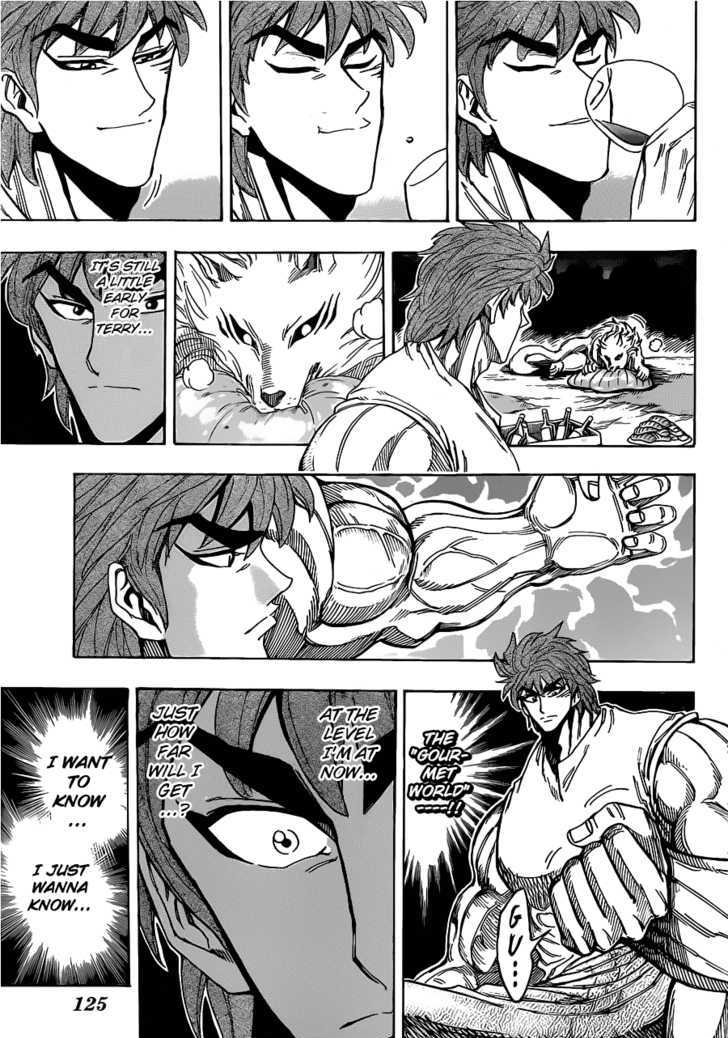 IT'S STILL
A LITTLE
EARLY
FOR
TERRY...
THE
"GOUR-
MET
WORLD"
----!!
GU...
AT THE
LEVEL
I'M AT
NOW...
JUST
HOW
FAR
WILL I
GET
...?
I WANT
TO
KNOW
...
I JUST
WANNA
KNOW...
125